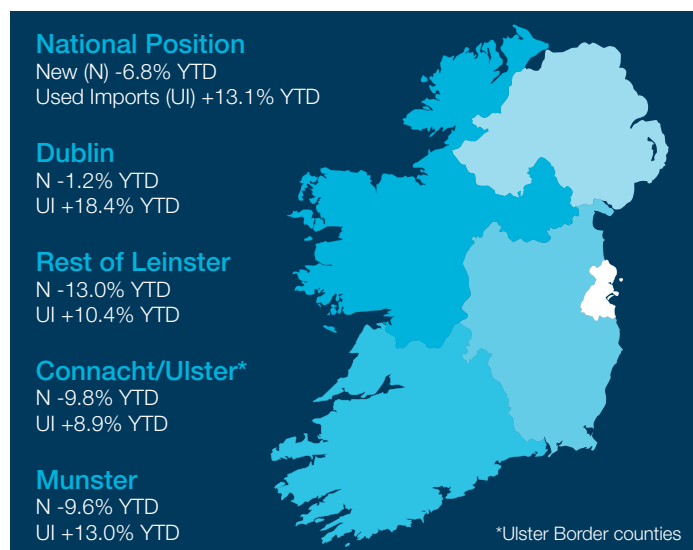 National Position
New (N) -6.8% YTD
Used Imports (UI) +13.1% YTD
Dublin
N -1.2% YTD
UI +18.4% YTD
Rest of Leinster
N -13.0% YTD
UI +10.4% YTD
Connacht/Ulster*
N -9.8% YTD
UI +8.9% YTD
Munster
N -9.6% YTD
UI +13.0% YTD
*Ulster Border counties